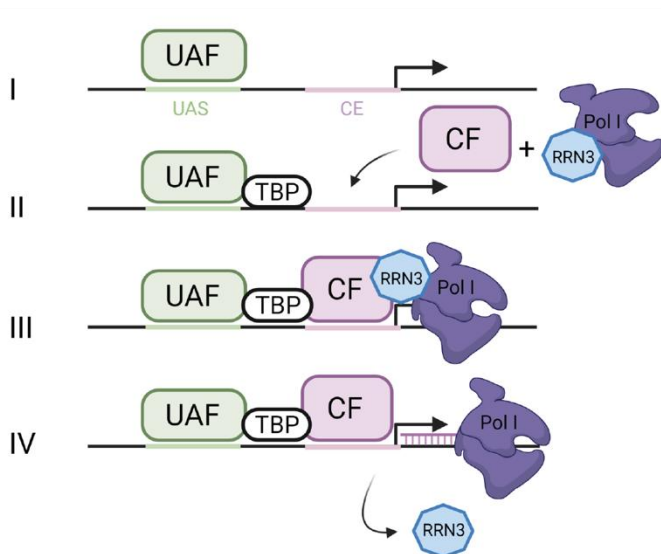 I
UAF
UAS
CE
CF
+
Pol I
RRN3
II
UAF
TBP
III
UAF
TBP
CF
RRN3
Pol I
IV
UAF
TBP
CF
Pol I
RRN3